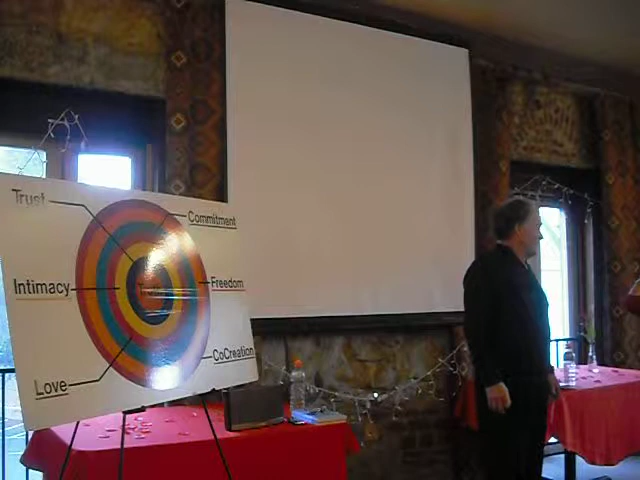 Trust
Commitment
Intimacy
Freedom
CoCreation
Love